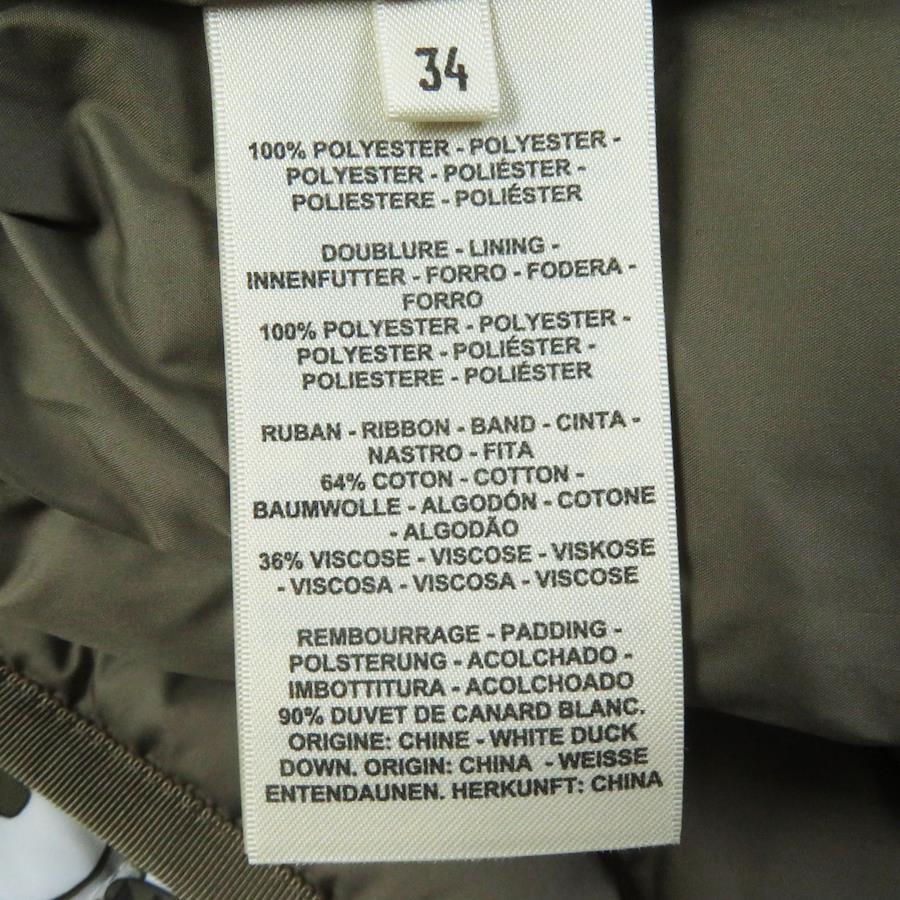 34
100% POLYESTER - POLYESTER -
POLYESTER - POLIÉSTER -
POLIESTERE - POLIÉSTER
DOUBLURE - LINING -
INNENFUTTER - FORRO - FODERA -
FORRO
100% POLYESTER - POLYESTER -
POLYESTER - POLIÉSTER -
POLIESTERE - POLIÉSTER
RUBAN - RIBBON - BAND - CINTA -
NASTRO - FITA
64% COTON - COTTON -
BAUMWOLLE - ALGODÓN - COTONE
- ALGODÃO
36% VISCOSE - VISCOSE - VISKOSE
- VISCOSA - VISCOSA - VISCOSE
REMBOURRAGE - PADDING -
POLSTERUNG - ACOLCHADO -
IMBOTTITURA - ACOLCHOADO
90% DUVET DE CANARD BLANC.
ORIGINE: CHINE - WHITE DUCK
DOWN. ORIGIN: CHINA - WEISSE
ENTENDAUNEN. HERKUNFT: CHINA